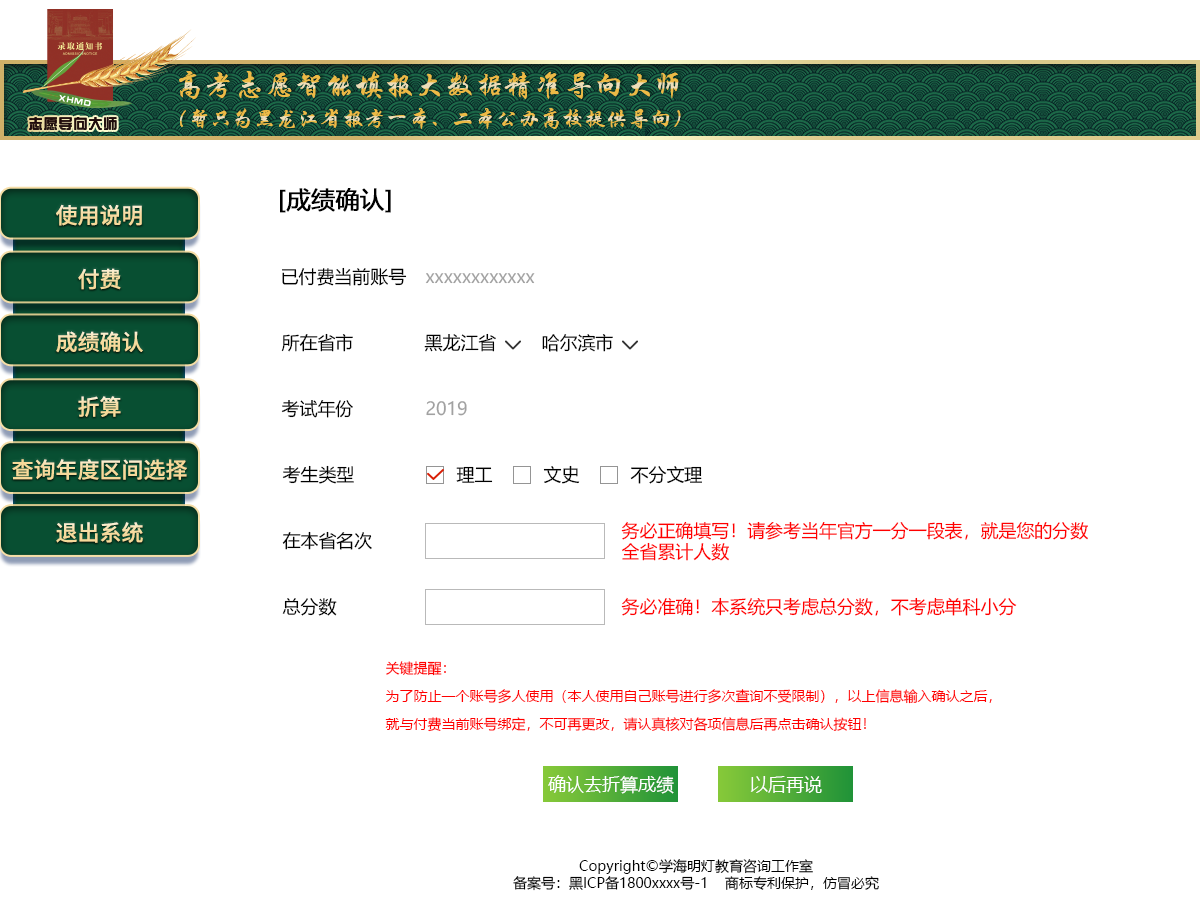 录取通知书
ADMISSION NOTICE
XHMD
志愿导向大师
高考志愿智能填报大数据精准导向大师
（暂只为黑龙江省报考一本、二本公办高校提供导向）
使用说明
付费
成绩确认
折算
查询年度区间选择
退出系统
[成绩确认]
已付费当前账号 xxxxxxxxxxxx
所在省市 黑龙江省 哈尔滨市
考试年份 2019
考生类型 理工 文史 不分文理
在本省名次 务必正确填写！请参考当年官方一分一段表，就是您的分数
全省累计人数
总分数 务必准确！本系统只考虑总分数，不考虑单科小分
关键提醒：
为了防止一个账号多人使用（本人使用自己账号进行多次查询不受限制），以上信息输入确认之后，
就与付费当前账号绑定，不可再更改，请认真核对各项信息后再点击确认按钮！
确认去折算成绩 以后再说
Copyright©学海明灯教育咨询工作室
备案号：黑ICP备1800xxxx号-1 商标专利保护，仿冒必究